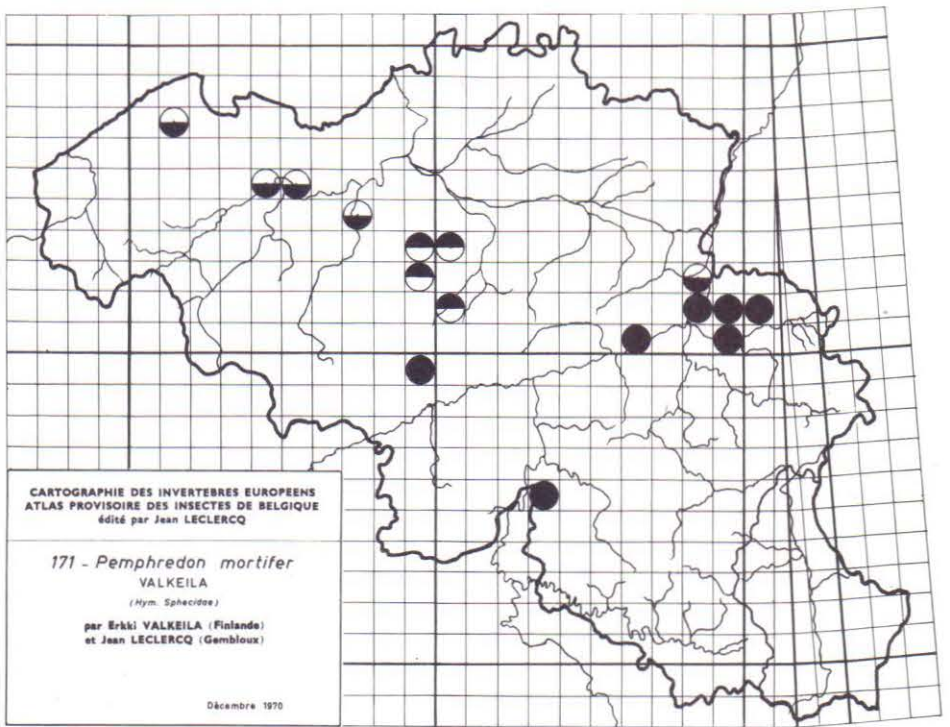 CARTOGRAPHIE DES INVERTEBRES EUROPEENS
ATLAS PROVISOIRE DES INSECTES DE BELGIQUE
édité par Jean LECLERCQ
171 - Pemphredon mortifer
VALKEILA
(Hym. Sphecidae)
par Erkki VALKEILA (Finlande)
et Jean LECLERCQ (Gembloux)
Décembre 1970